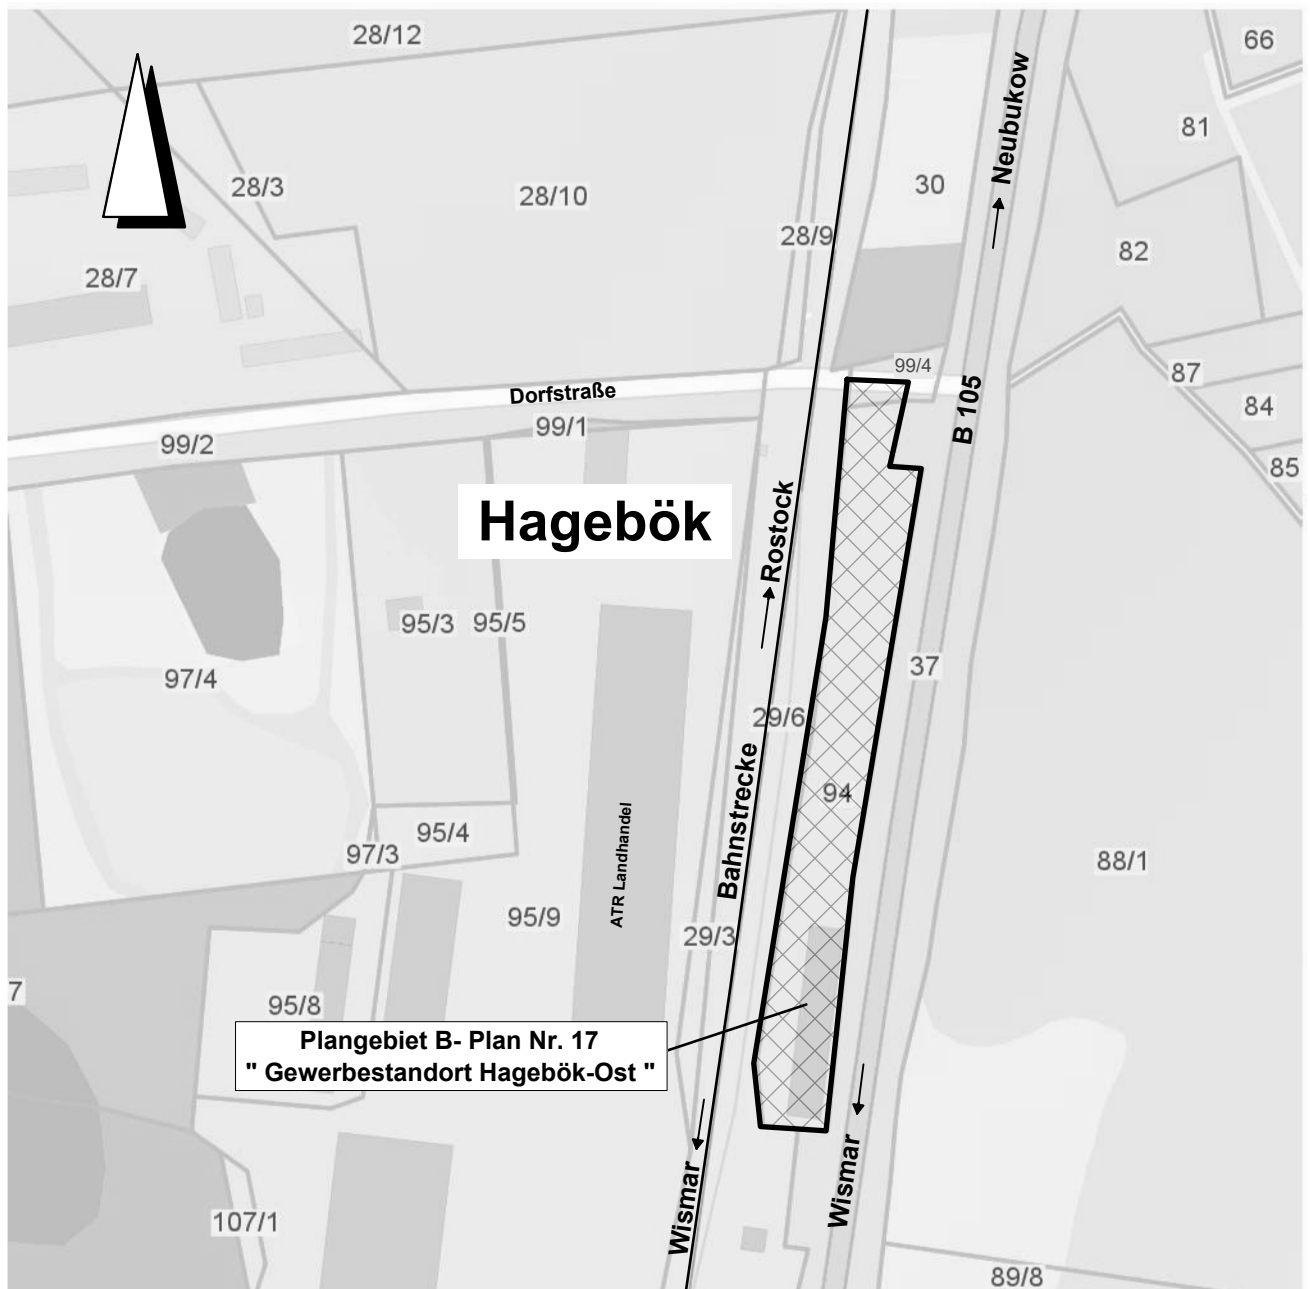 28/12
66
Neubukow
81
28/3
28/10
30
28/9
82
28/7
99/4
87
Dorfstraße
B 105
84
99/1
99/2
85
Hagebök
Rostock
95/3
95/5
37
97/4
29/6
94
Bahnstrecke
95/4
97/3
88/1
ATR Landhandel
95/9
29/3
7
95/8
Plangebiet B- Plan Nr. 17
" Gewerbestandort Hagebök-Ost "
Wismar
Wismar
107/1
89/8